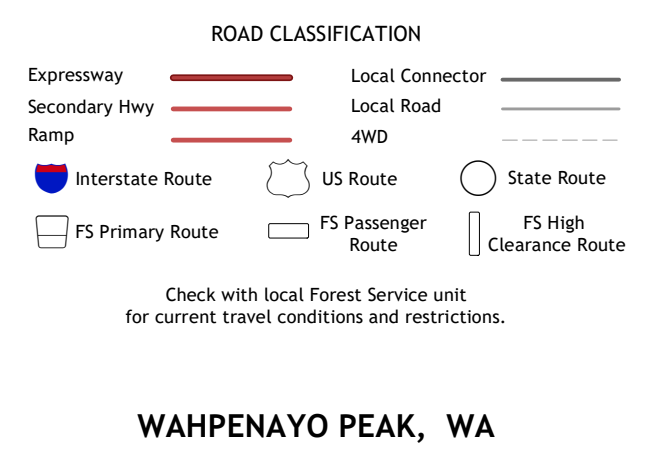 ROAD CLASSIFICATION
Expressway
Local Connector
Secondary Hwy
Local Road
Ramp
4WD
Interstate Route
US Route
State Route
FS Primary Route
FS Passenger
Route
FS High
Clearance Route
Check with local Forest Service unit
for current travel conditions and restrictions.
WAHPENAYO PEAK, WA